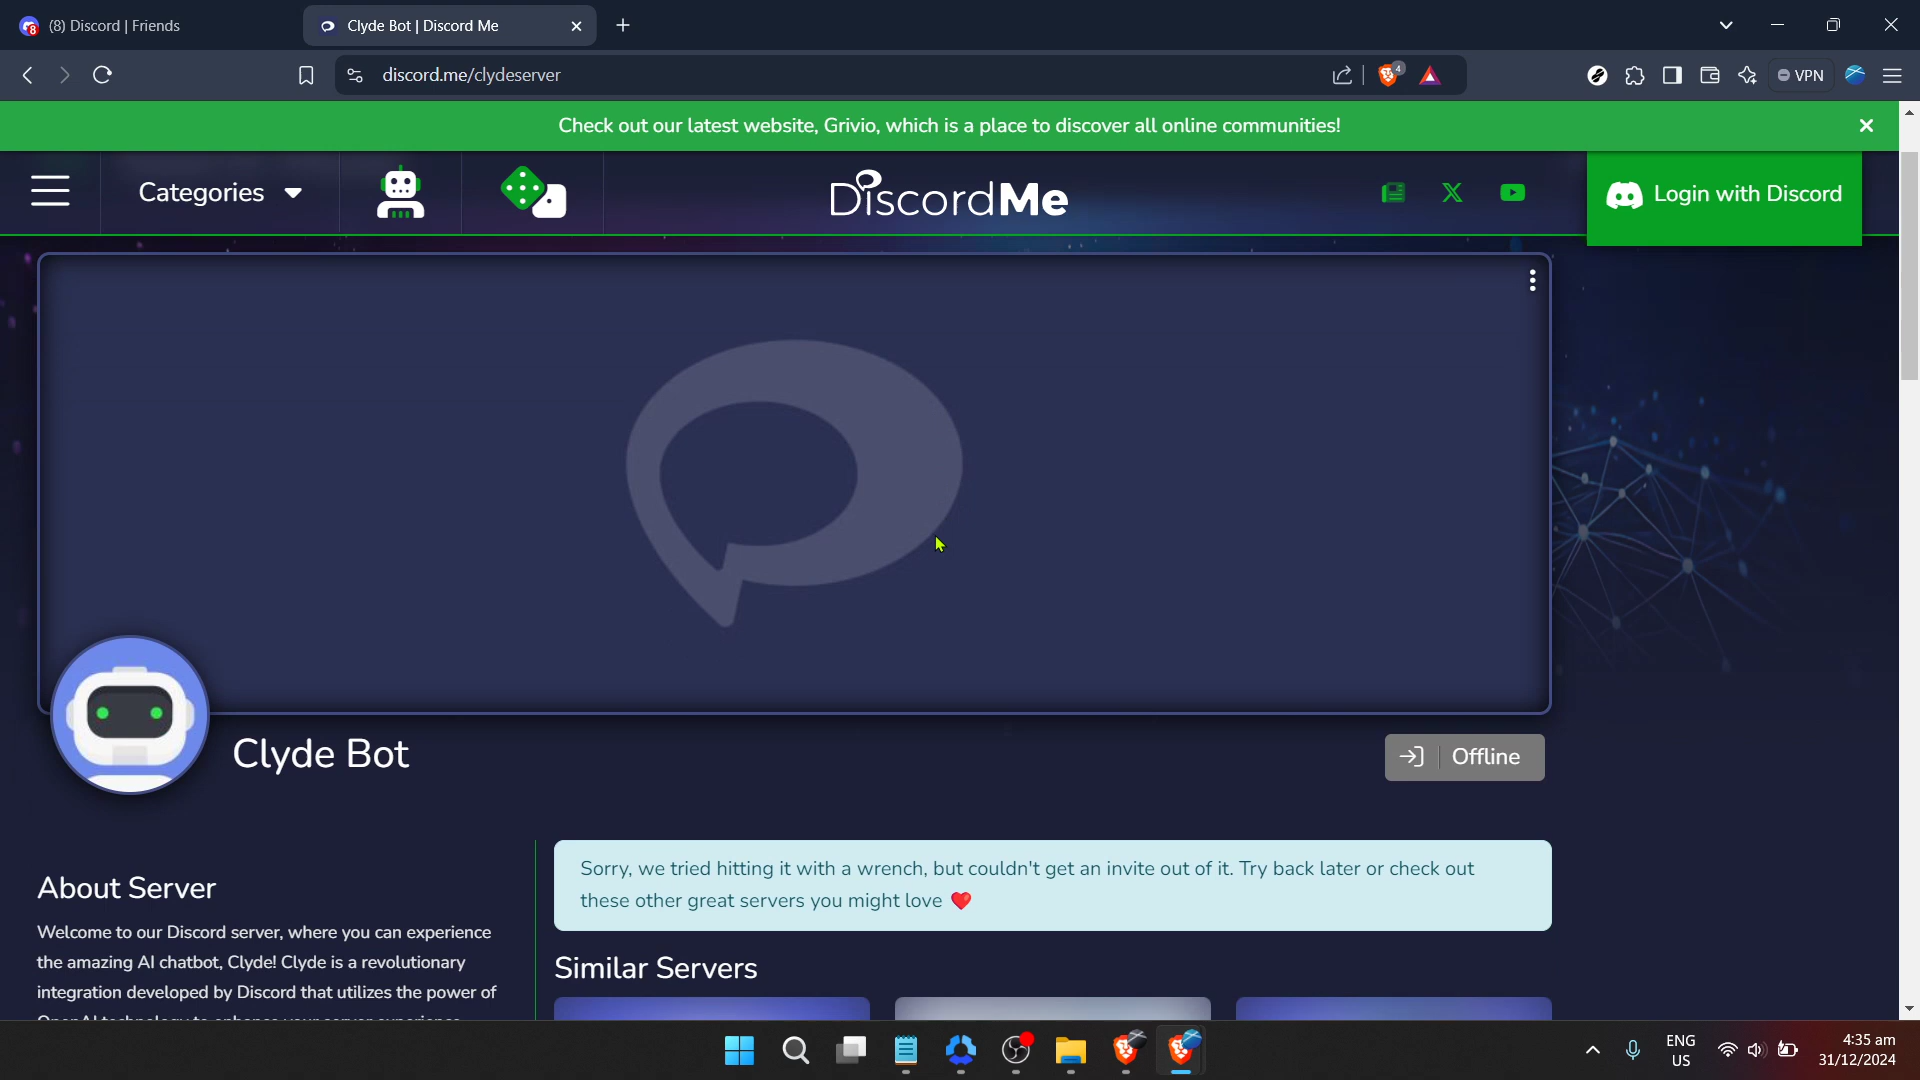 (8) Discord | Friends
Clyde Bot | Discord Me
discord.me/clydeserver
4
VPN
Check out our latest website, Grivio, which is a place to discover all online communities!
Categories
DiscordMe
Login with Discord
Clyde Bot
Offline
About Server
Welcome to our Discord server, where you can experience
the amazing AI chatbot, Clyde! Clyde is a revolutionary
integration developed by Discord that utilizes the power of
Sorry, we tried hitting it with a wrench, but couldn't get an invite out of it. Try back later or check out
these other great servers you might love ❤️
Similar Servers
ENG
US
4:35 am
31/12/2024